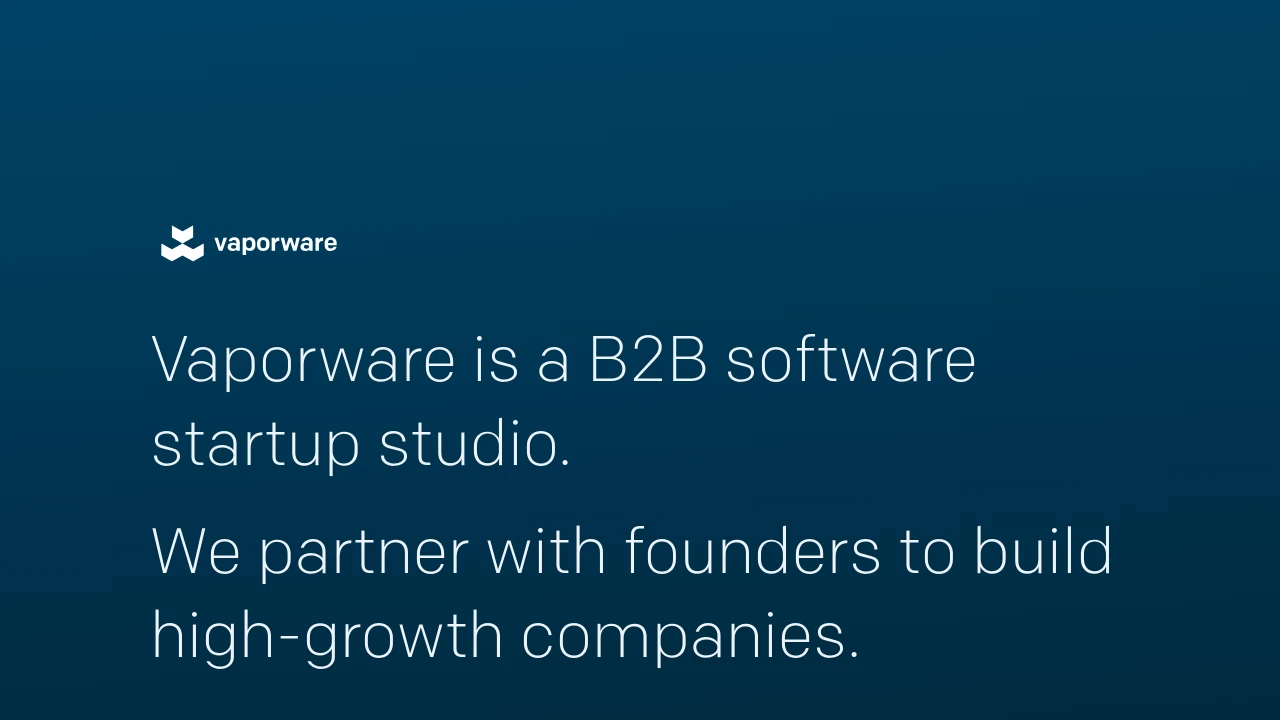 vaporware
Vaporware is a B2B software
startup studio.
We partner with founders to build
high-growth companies.